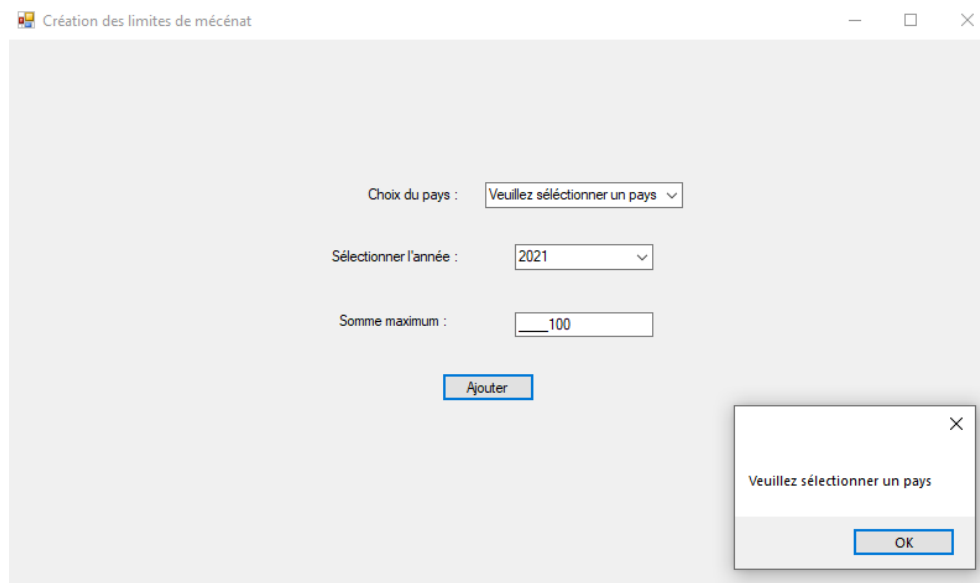 Création des limites de mécénat
Choix du pays : Veuillez séléctionner un pays
Sélectionner l'année : 2021
Somme maximum : ____100
Ajouter
Veuillez sélectionner un pays
OK